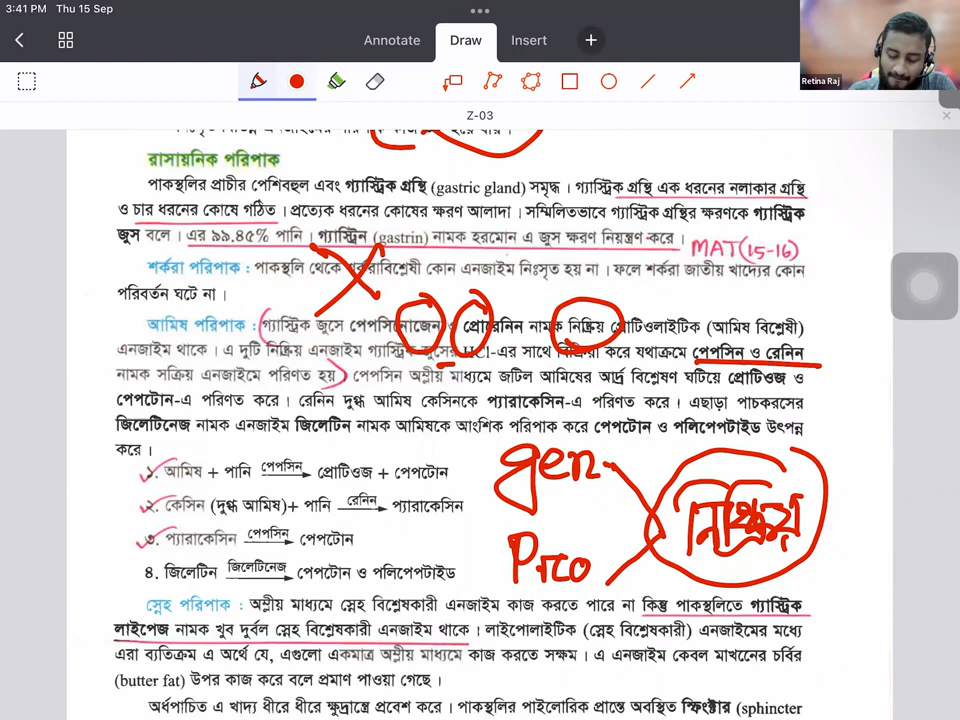 3:41 PM Thu 15 Sep
Annotate Draw Insert
Retina Raj
Z-03
রাসায়নিক পরিপাক
পাকস্থলির প্রাচীর পেশিবহুল এবং গ্যাস্ট্রিক গ্রন্থি (gastric gland) সমৃদ্ধ। গ্যাস্ট্রিক গ্রন্থি এক ধরনের নলাকার গ্রন্থি
ও চার ধরনের কোষে গঠিত। প্রত্যেক ধরনের কোষের ক্ষরণ আলাদা। সম্মিলিতভাবে গ্যাস্ট্রিক গ্রন্থির ক্ষরণকে গ্যাস্ট্রিক
জুস বলে। এর ৯৯.৪৫% পানি। গ্যাস্ট্রিন (gastrin) নামক হরমোন এ জুস ক্ষরণ নিয়ন্ত্রণ করে।
MAT(15-16)
শর্করা পরিপাক : পাকস্থলি থেকে শর্করাবিশ্লেষী কোন এনজাইম নিঃসৃত হয় না। ফলে শর্করা জাতীয় খাদ্যের কোন
পরিবর্তন ঘটে না।
আমিষ পরিপাক : গ্যাস্ট্রিক জুসে পেপসিনোজেন ও প্রোরেনিন নামক নিষ্ক্রিয় প্রোটিওলাইটিক (আমিষ বিশ্লেষী)
এনজাইম থাকে। এ দুটি নিষ্ক্রিয় এনজাইম গ্যাস্ট্রিক জুসের HCl-এর সাথে বিক্রিয়া করে যথাক্রমে পেপসিন ও রেনিন
নামক সক্রিয় এনজাইমে পরিণত হয়। পেপসিন অম্লীয় মাধ্যমে জটিল আমিষের আর্দ্র বিশ্লেষণ ঘটিয়ে প্রোটিওজ ও
পেপটোন-এ পরিণত করে। রেনিন দুগ্ধ আমিষ কেসিনকে প্যারাকেসিন-এ পরিণত করে। এছাড়া পাচকরসের
জিলেটিনেজ নামক এনজাইম জিলেটিন নামক আমিষকে আংশিক পরিপাক করে পেপটোন ও পলিপেপটাইড উৎপন্ন
করে।
১. আমিষ + পানি পেপসিন→ প্রোটিওজ + পেপটোন
২. কেসিন (দুগ্ধ আমিষ)+ পানি রেনিন→ প্যারাকেসিন
৩. প্যারাকেসিন পেপসিন→ পেপটোন
৪. জিলেটিন জিলেটিনেজ→ পেপটোন ও পলিপেপটাইড
gen
Pro
নিষ্ক্রিয়
স্নেহ পরিপাক : অম্লীয় মাধ্যমে স্নেহ বিশ্লেষকারী এনজাইম কাজ করতে পারে না কিন্তু পাকস্থলিতে গ্যাস্ট্রিক
লাইপেজ নামক খুব দুর্বল স্নেহ বিশ্লেষকারী এনজাইম থাকে। লাইপোলাইটিক (স্নেহ বিশ্লেষকারী) এনজাইমের মধ্যে
এরা ব্যতিক্রম এ অর্থে যে, এগুলো একমাত্র অম্লীয় মাধ্যমে কাজ করতে সক্ষম। এ এনজাইম কেবল মাখনের চর্বির
(butter fat) উপর কাজ করে বলে প্রমাণ পাওয়া গেছে।
অর্ধপাচিত এ খাদ্য ধীরে ধীরে ক্ষুদ্রান্ত্রে প্রবেশ করে। পাকস্থলির পাইলোরিক প্রান্তে অবস্থিত স্ফিংক্টার (sphincter